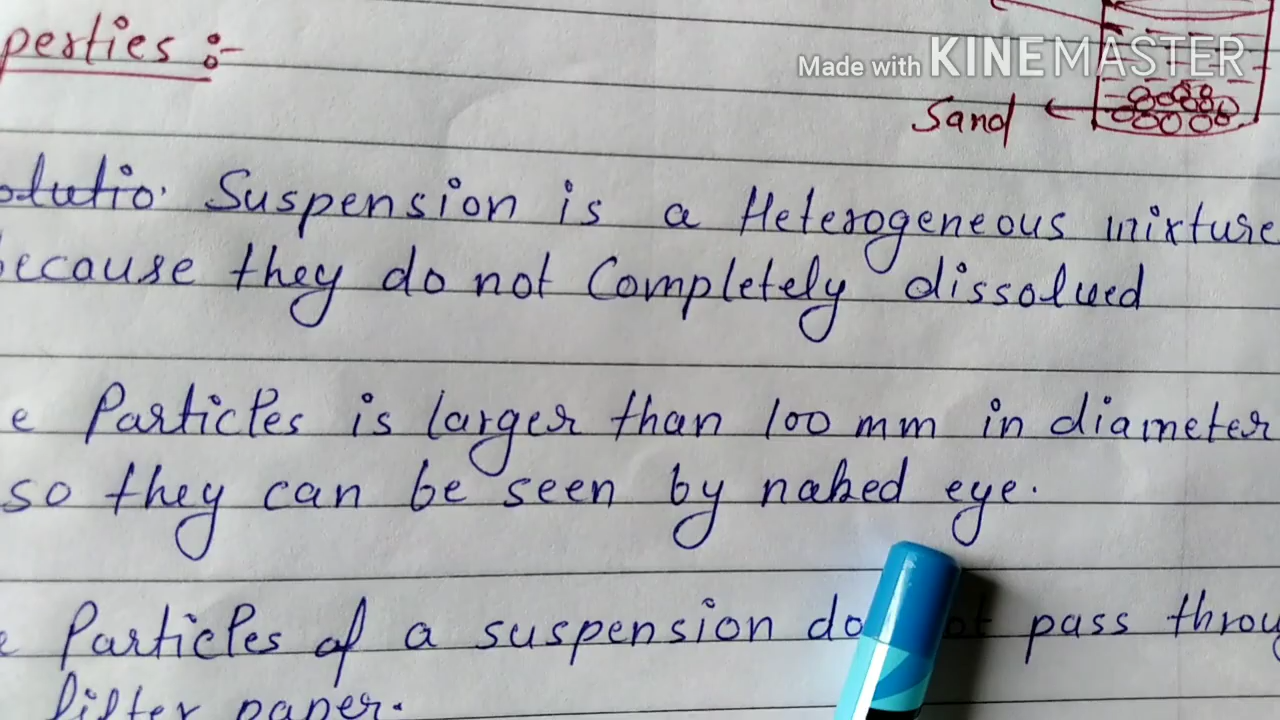 perties :-
Made with KINEMASTER
Sand
olutio. Suspension is a Heterogeneous mixture
because they do not Completely dissolved
e Particles is larger than 100 mm in diameter
so they can be seen by naked eye.
e Particles of a suspension do not pass throu
filter paper.